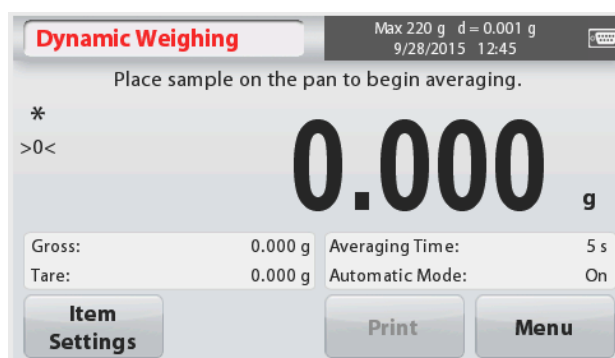 Dynamic Weighing
Max 220 g d = 0.001 g
9/28/2015 12:45
Place sample on the pan to begin averaging.
*
>0<
0.000 g
Gross: 0.000 g
Tare: 0.000 g
Averaging Time: 5 s
Automatic Mode: On
Item
Settings
Print
Menu